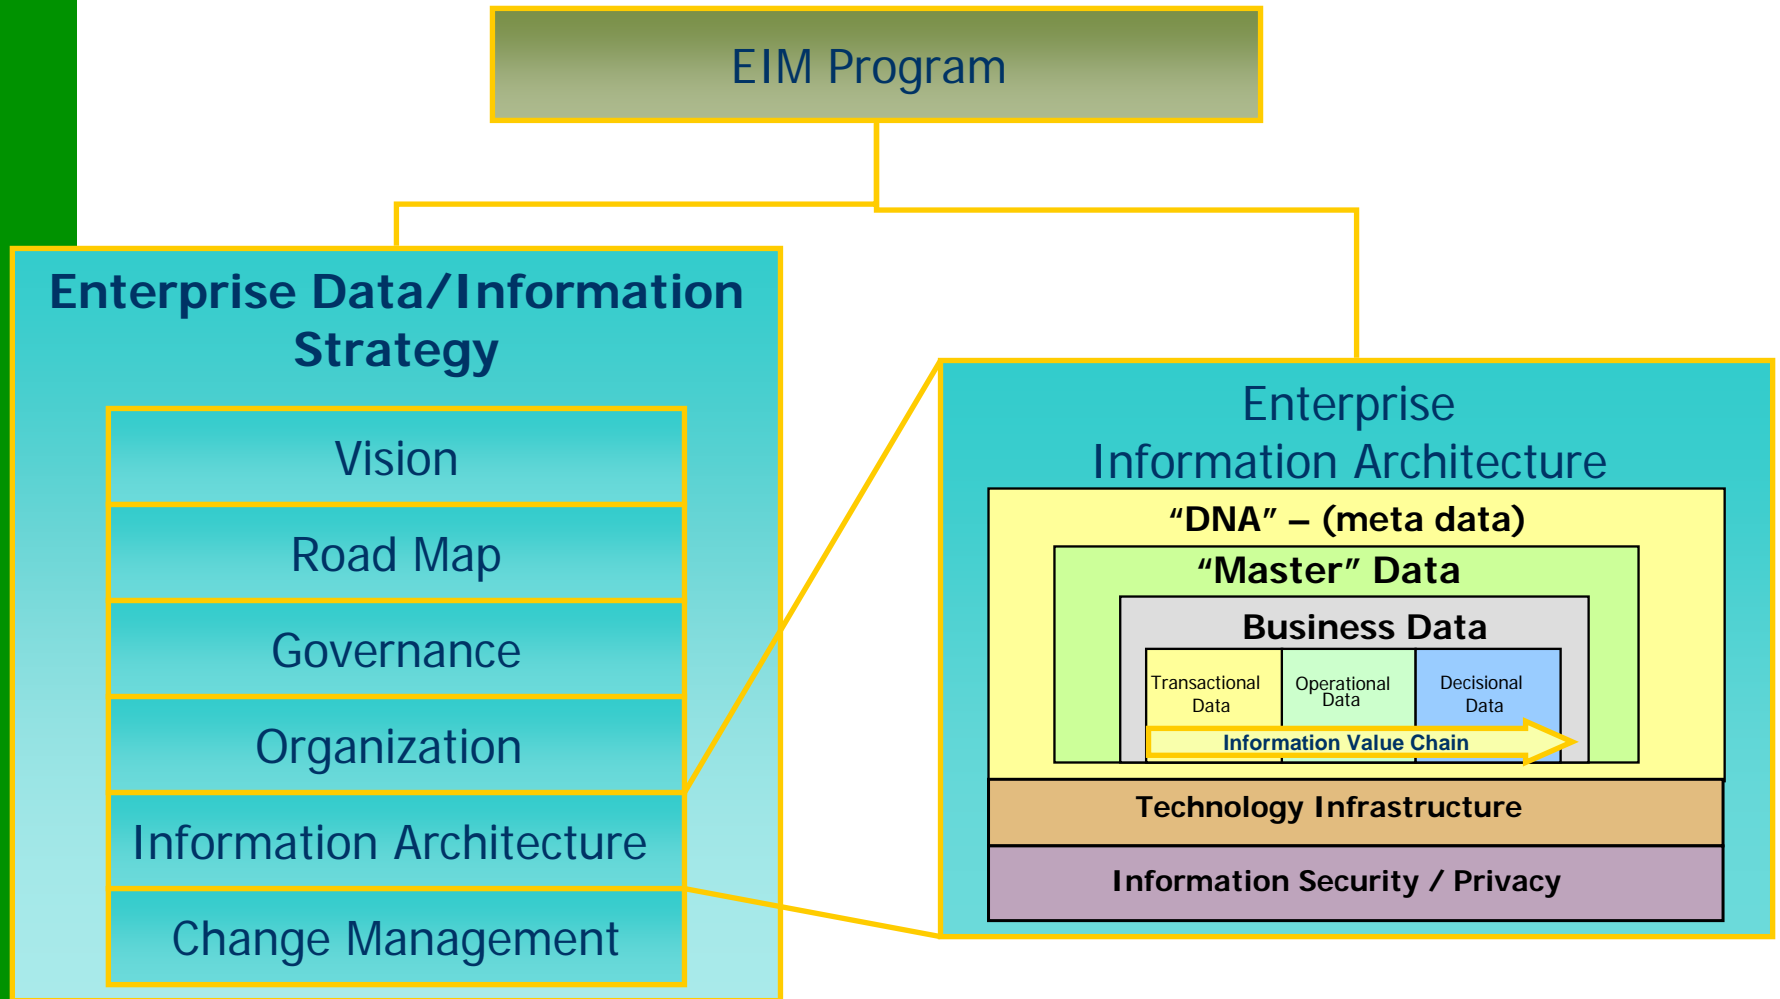 EIM Program
Enterprise Data/Information
Strategy
Vision
Road Map
Governance
Organization
Information Architecture
Change Management
Enterprise
Information Architecture
“DNA” – (meta data)
“Master” Data
Business Data
Transactional
Data
Operational
Data
Decisional
Data
Information Value Chain
Technology Infrastructure
Information Security / Privacy